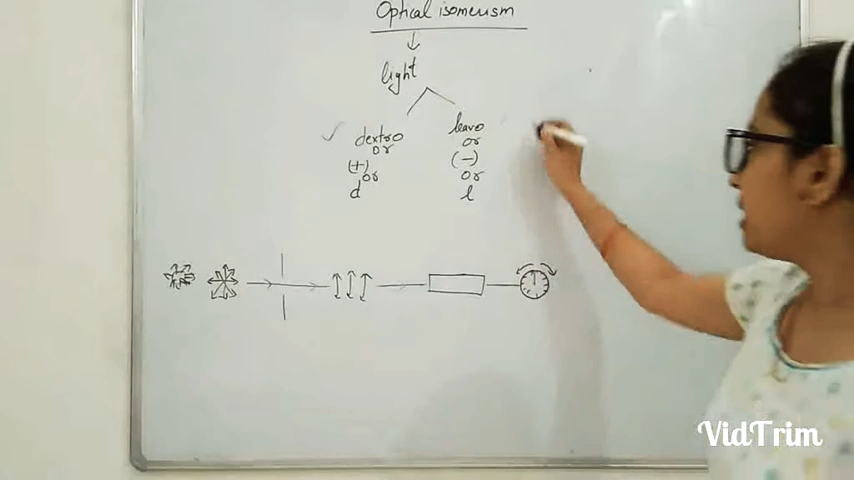 Optical isomerism
light
dextro
or
(+)
or
d
leavo
or
(-)
or
l
VidTrim